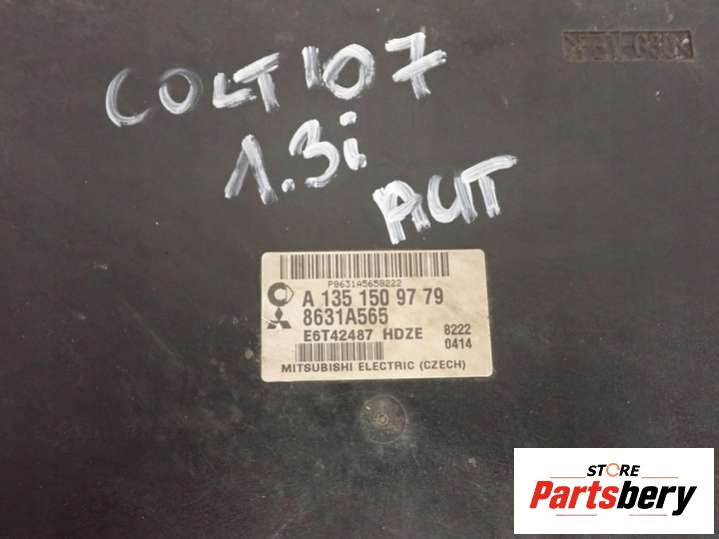 COLT 07
1.3i
AUT
P8631A5658222
A 135 150 97 79
8631A565
E6T42487 HDZE 8222
0414
MITSUBISHI ELECTRIC (CZECH)
STORE
Partsbery